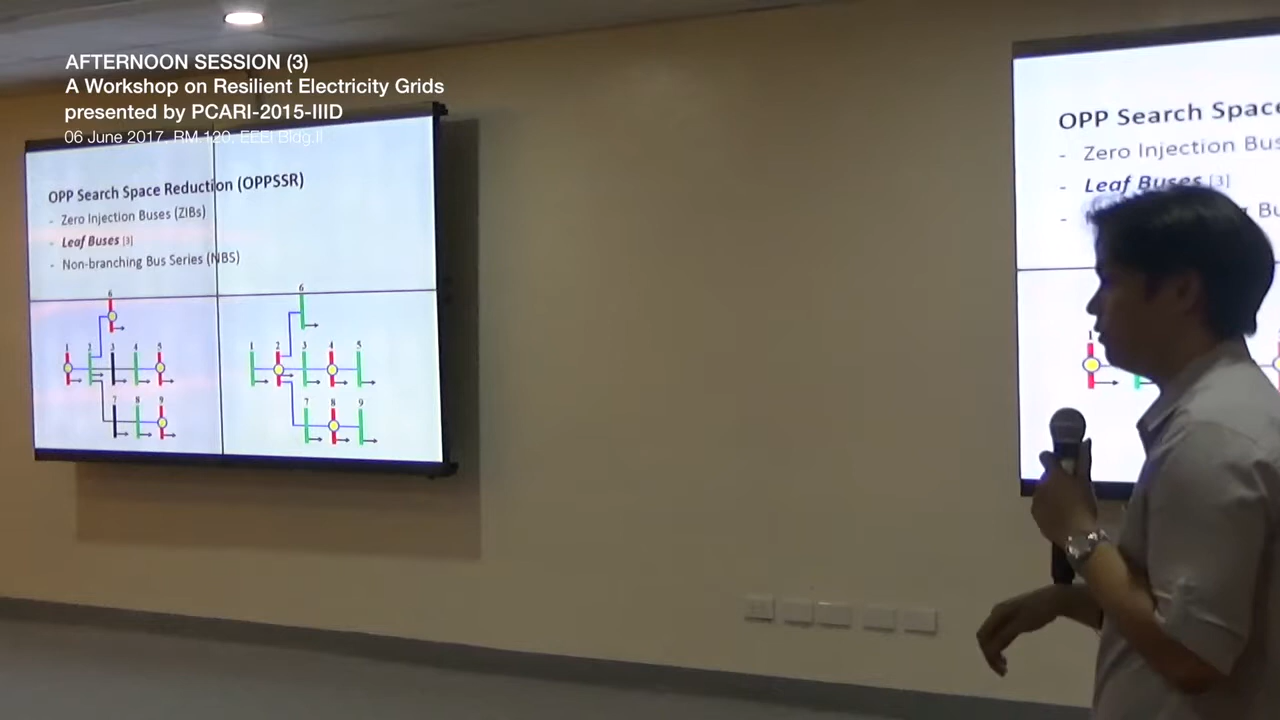 AFTERNOON SESSION (3)
A Workshop on Resilient Electricity Grids
presented by PCARI-2015-IIID
06 June 2017, RM 120, EEEI Bldg.
OPP Search Space Reduction (OPPSSR)
- Zero Injection Buses (ZIBs)
- Leaf Buses [3]
- Non-branching Bus Series (NBS)
6
1 2 3 4 5
7 8 9
6
1 2 3 4 5
7 8 9
OPP Search Space
- Zero Injection Bus
- Leaf Buses [3]
-
1